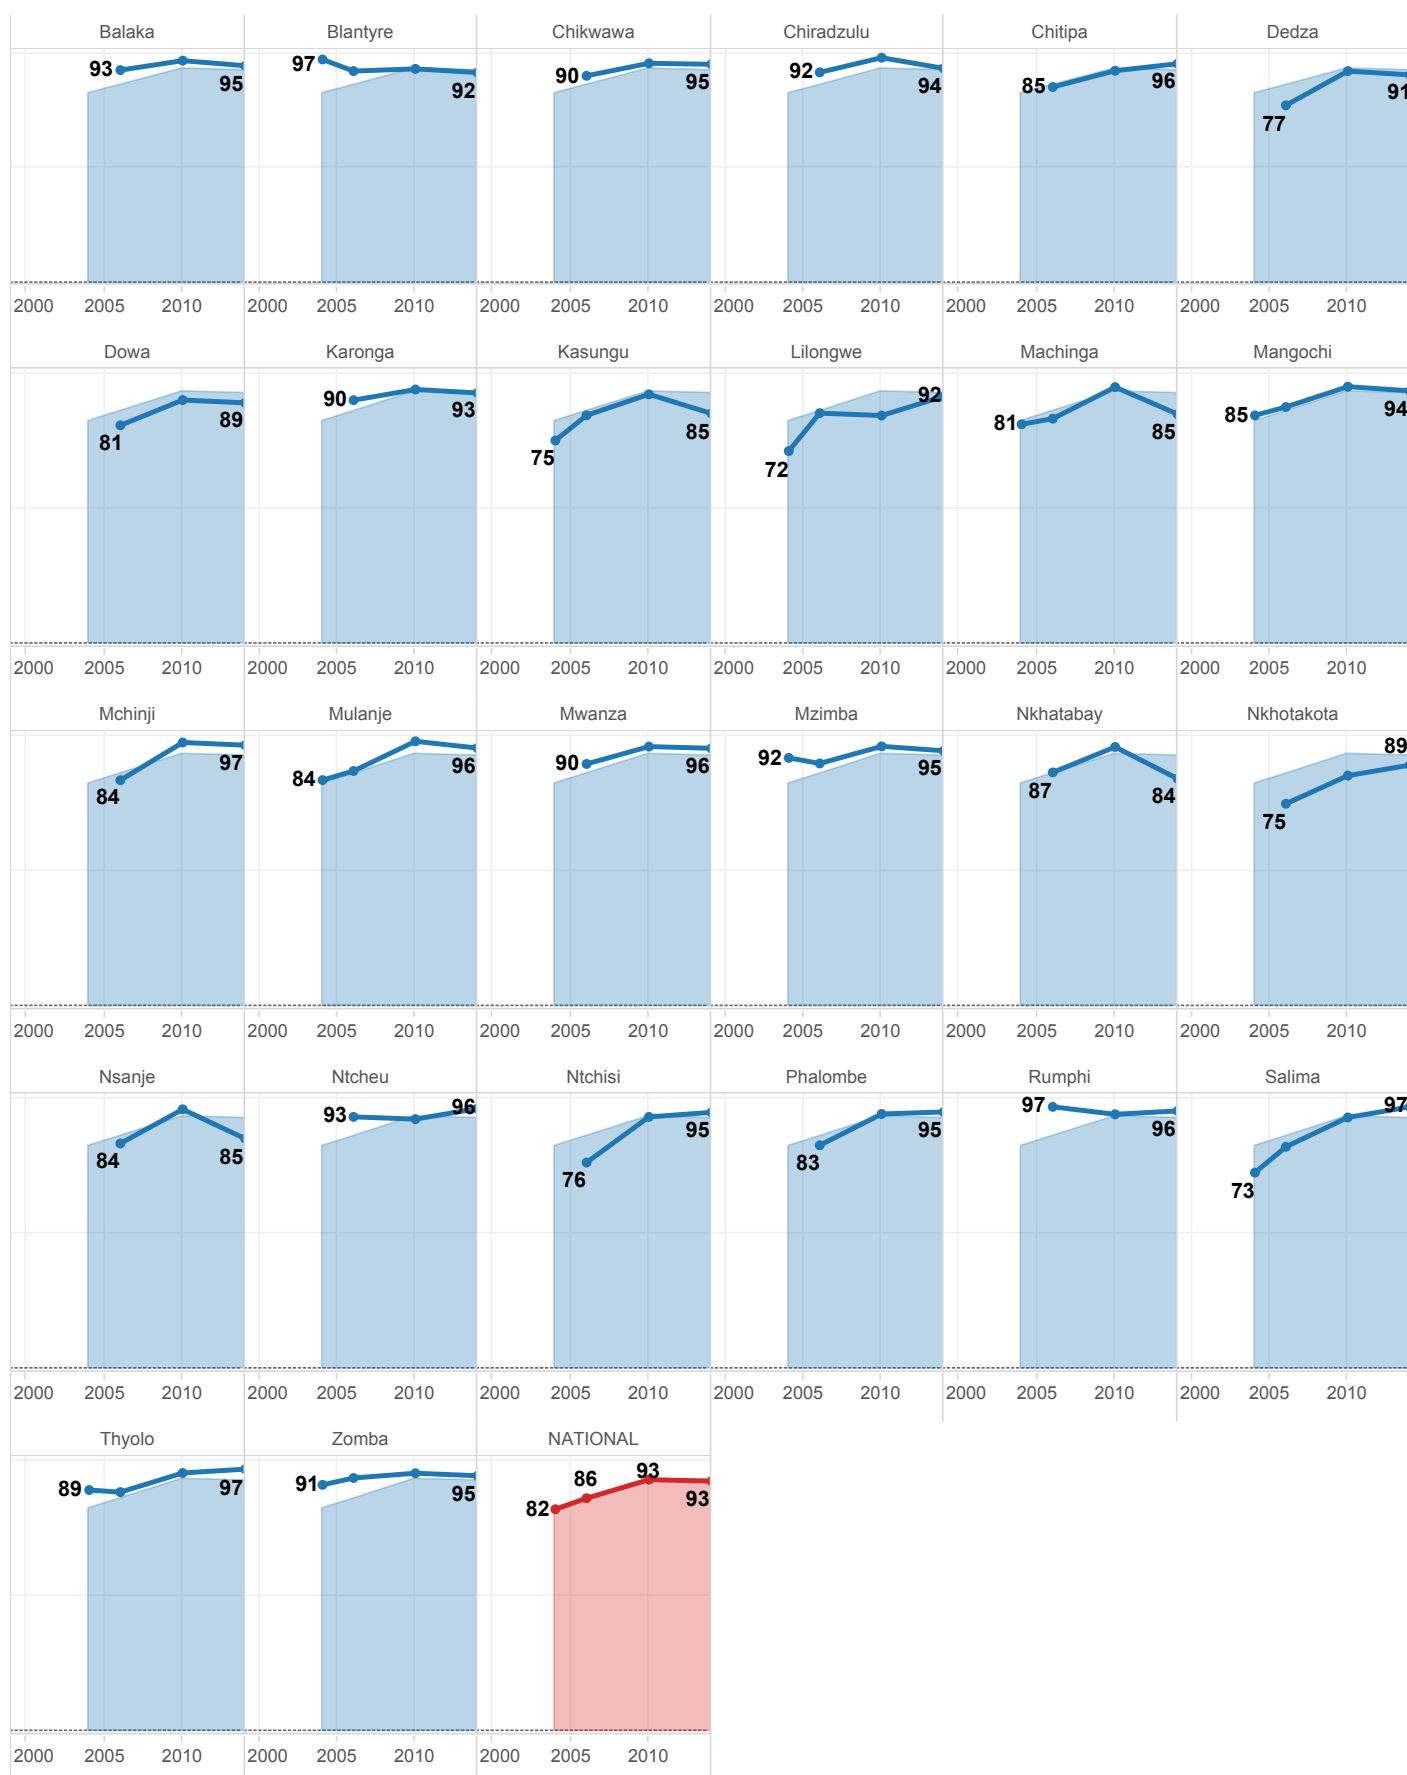 Balaka Blantyre Chikwawa Chiradzulu Chitipa Dedza
93 95 97 92 90 95 92 94 85 96 77 91
2000 2005 2010 2000 2005 2010 2000 2005 2010 2000 2005 2010 2000 2005 2010 2000 2005 2010
Dowa Karonga Kasungu Lilongwe Machinga Mangochi
81 89 90 93 75 85 72 92 81 85 85 94
2000 2005 2010 2000 2005 2010 2000 2005 2010 2000 2005 2010 2000 2005 2010 2000 2005 2010
Mchinji Mulanje Mwanza Mzimba Nkhatabay Nkhotakota
84 97 84 96 90 96 92 95 87 84 75 89
2000 2005 2010 2000 2005 2010 2000 2005 2010 2000 2005 2010 2000 2005 2010 2000 2005 2010
Nsanje Ntcheu Ntchisi Phalombe Rumphi Salima
84 85 93 96 76 95 83 95 97 96 73 97
2000 2005 2010 2000 2005 2010 2000 2005 2010 2000 2005 2010 2000 2005 2010 2000 2005 2010
Thyolo Zomba NATIONAL
89 97 91 95 82 86 93 93
2000 2005 2010 2000 2005 2010 2000 2005 2010